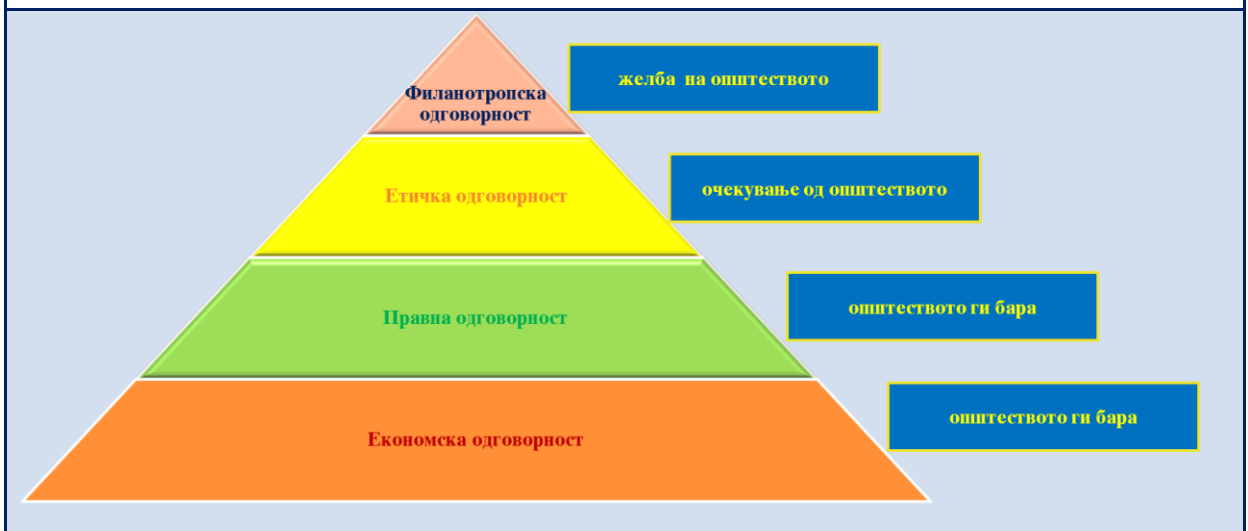 желба на општеството
Филанотропска
одговорност
очекување од општеството
Етичка одговорност
општеството ги бара
Правна одговорност
општеството ги бара
Економска одговорност